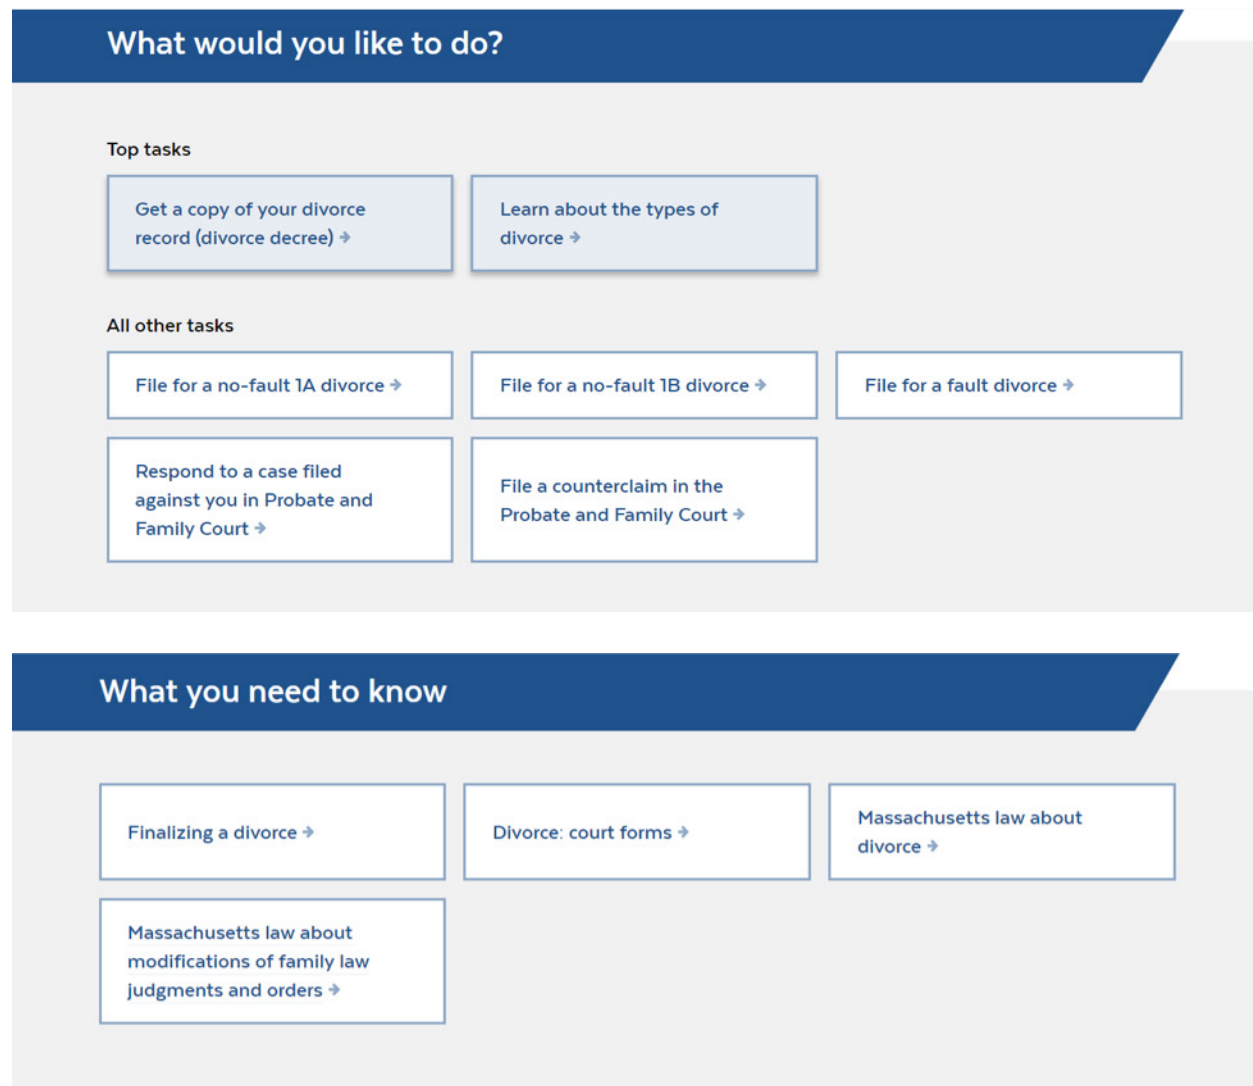 What would you like to do?
Top tasks
Get a copy of your divorce
record (divorce decree) →
Learn about the types of
divorce →
All other tasks
File for a no-fault 1A divorce →
File for a no-fault 1B divorce →
File for a fault divorce →
Respond to a case filed
against you in Probate and
Family Court →
File a counterclaim in the
Probate and Family Court →
What you need to know
Finalizing a divorce →
Divorce: court forms →
Massachusetts law about
divorce →
Massachusetts law about
modifications of family law
judgments and orders →